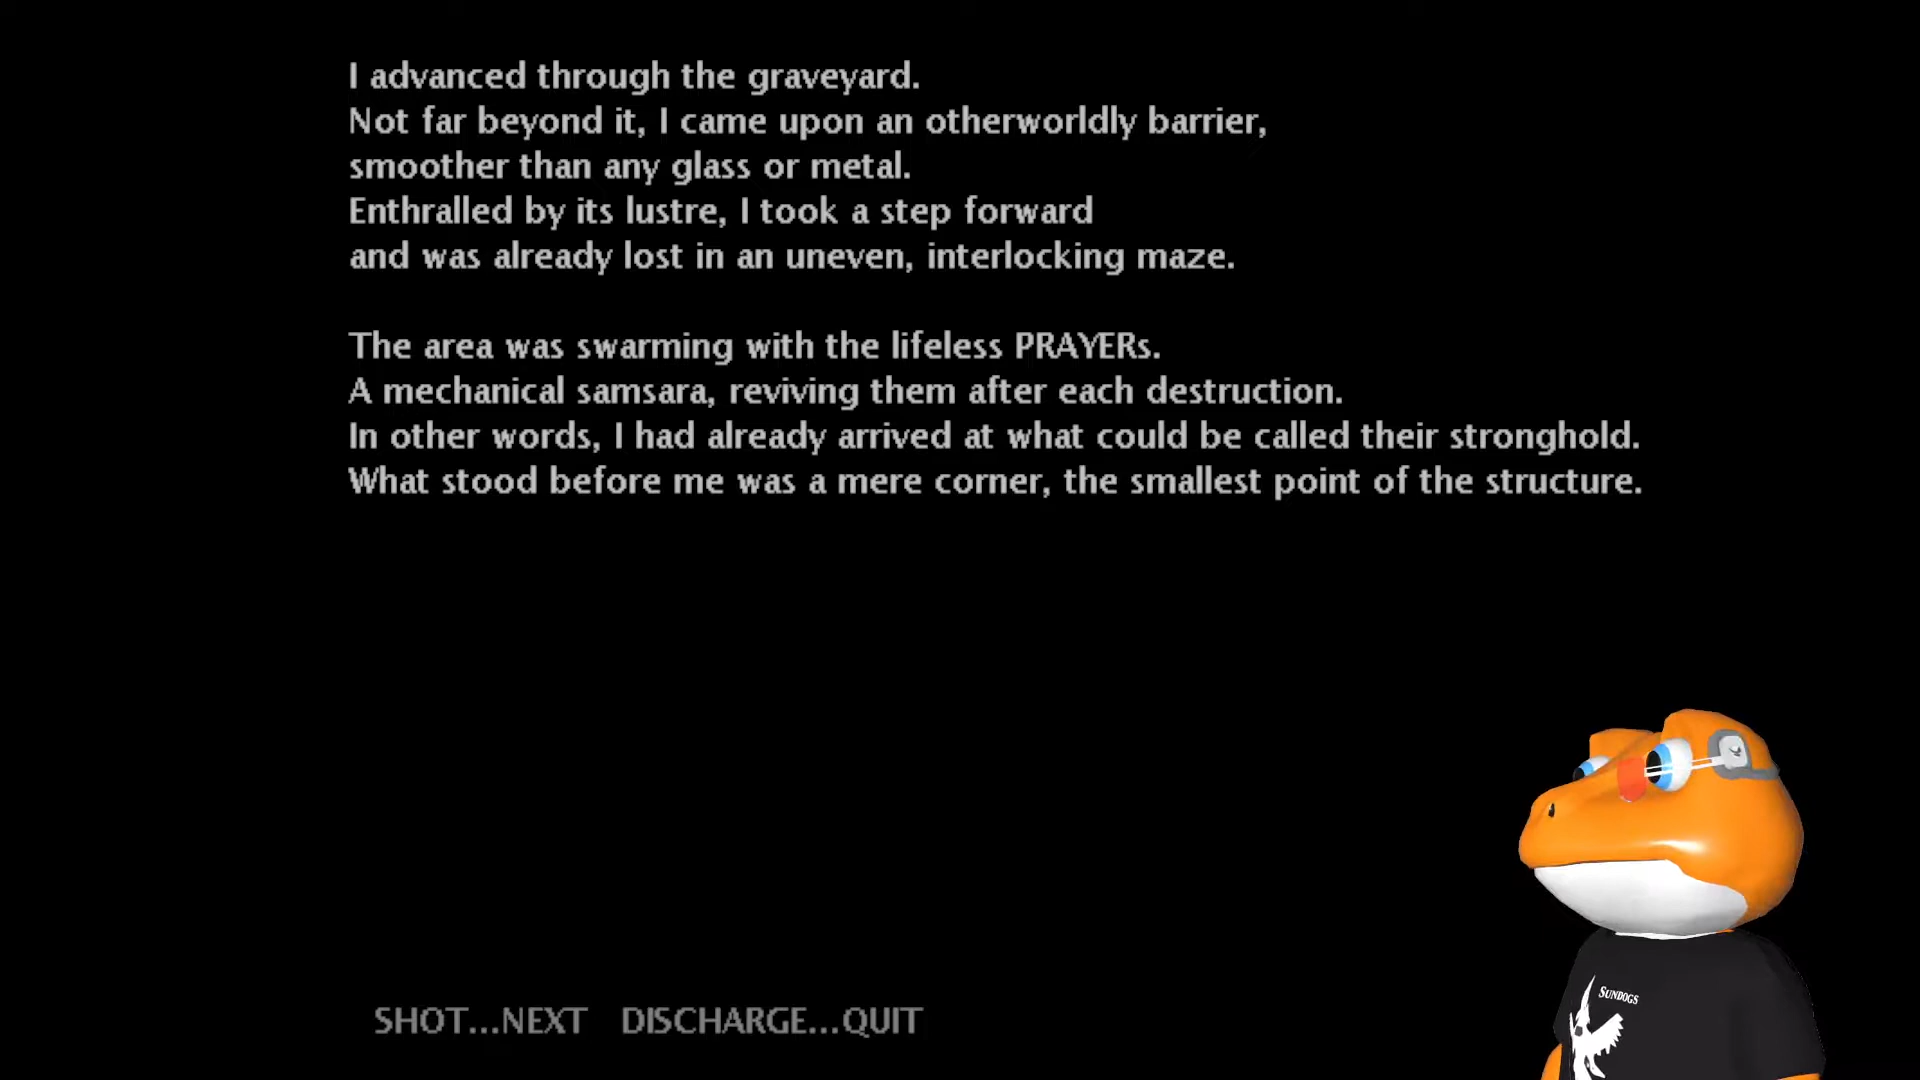 I advanced through the graveyard.
Not far beyond it, I came upon an otherworldly barrier,
smoother than any glass or metal.
Enthralled by its lustre, I took a step forward
and was already lost in an uneven, interlocking maze.
The area was swarming with the lifeless PRAYERs.
A mechanical samsara, reviving them after each destruction.
In other words, I had already arrived at what could be called their stronghold.
What stood before me was a mere corner, the smallest point of the structure.
SHOT...NEXT DISCHARGE...QUIT
SUNDOGS